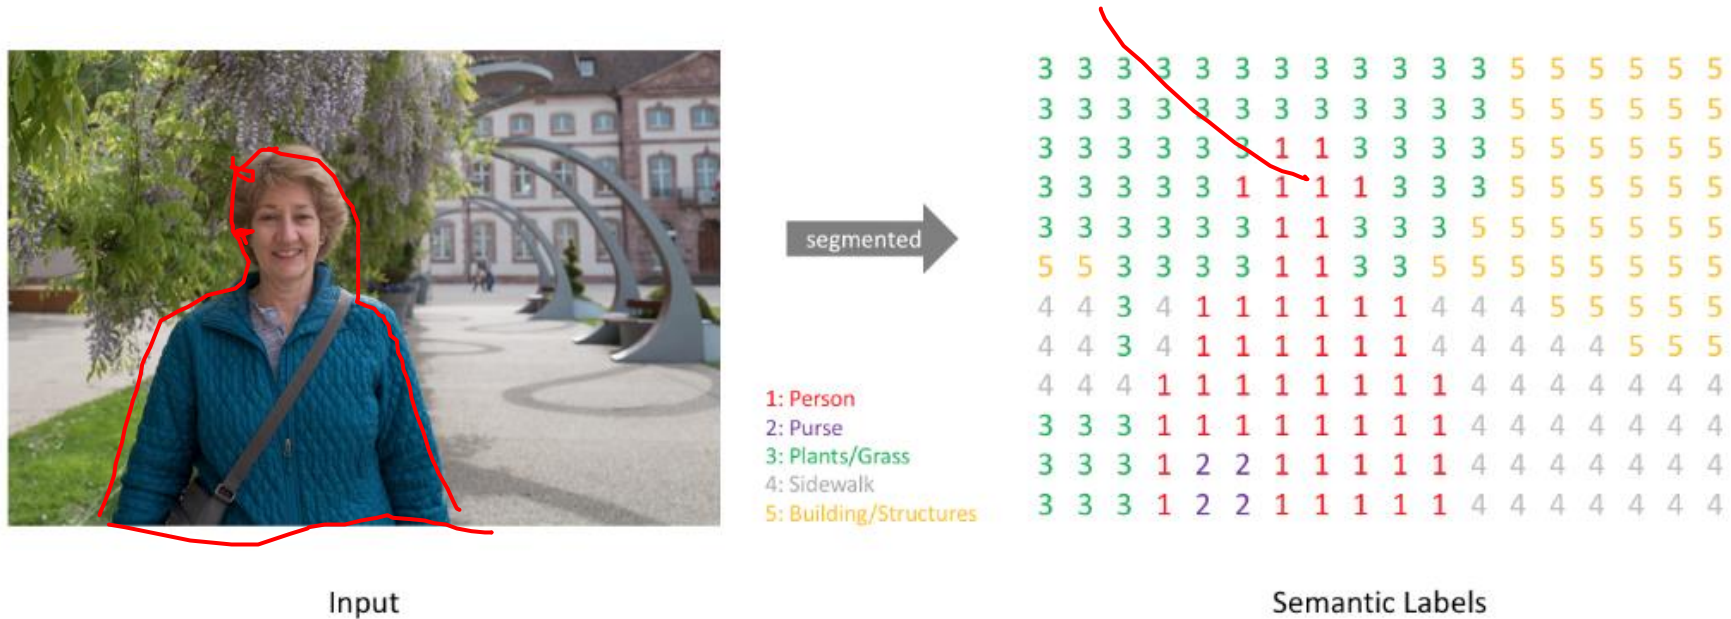 3 3 3 3 3 3 3 3 3 3 3 3 5 5 5 5 5 5
3 3 3 3 3 3 3 3 3 3 3 3 5 5 5 5 5 5
3 3 3 3 3 3 1 1 3 3 3 3 5 5 5 5 5 5
3 3 3 3 3 1 1 1 1 3 3 3 5 5 5 5 5 5
3 3 3 3 3 3 1 1 3 3 3 5 5 5 5 5 5 5
5 5 3 3 3 3 1 1 3 3 5 5 5 5 5 5 5 5
4 4 3 4 1 1 1 1 1 1 4 4 4 5 5 5 5 5
4 4 3 4 1 1 1 1 1 1 4 4 4 4 4 5 5 5
4 4 4 1 1 1 1 1 1 1 1 4 4 4 4 4 4 4
3 3 3 1 1 1 1 1 1 1 1 4 4 4 4 4 4 4
3 3 3 1 2 2 1 1 1 1 1 4 4 4 4 4 4 4
3 3 3 1 2 2 1 1 1 1 1 4 4 4 4 4 4 4
segmented
1: Person
2: Purse
3: Plants/Grass
4: Sidewalk
5: Building/Structures
Input
Semantic Labels